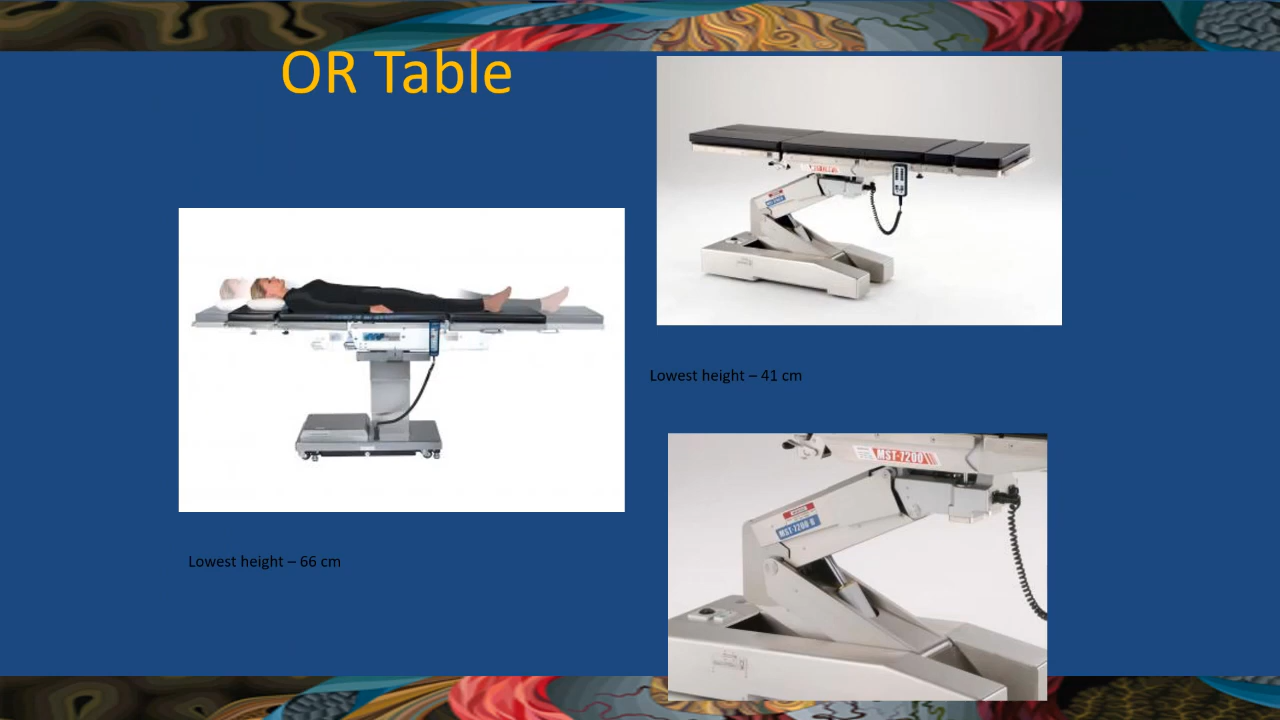 OR Table
Lowest height – 41 cm
MST-7200
MST-7200-B
Lowest height – 66 cm